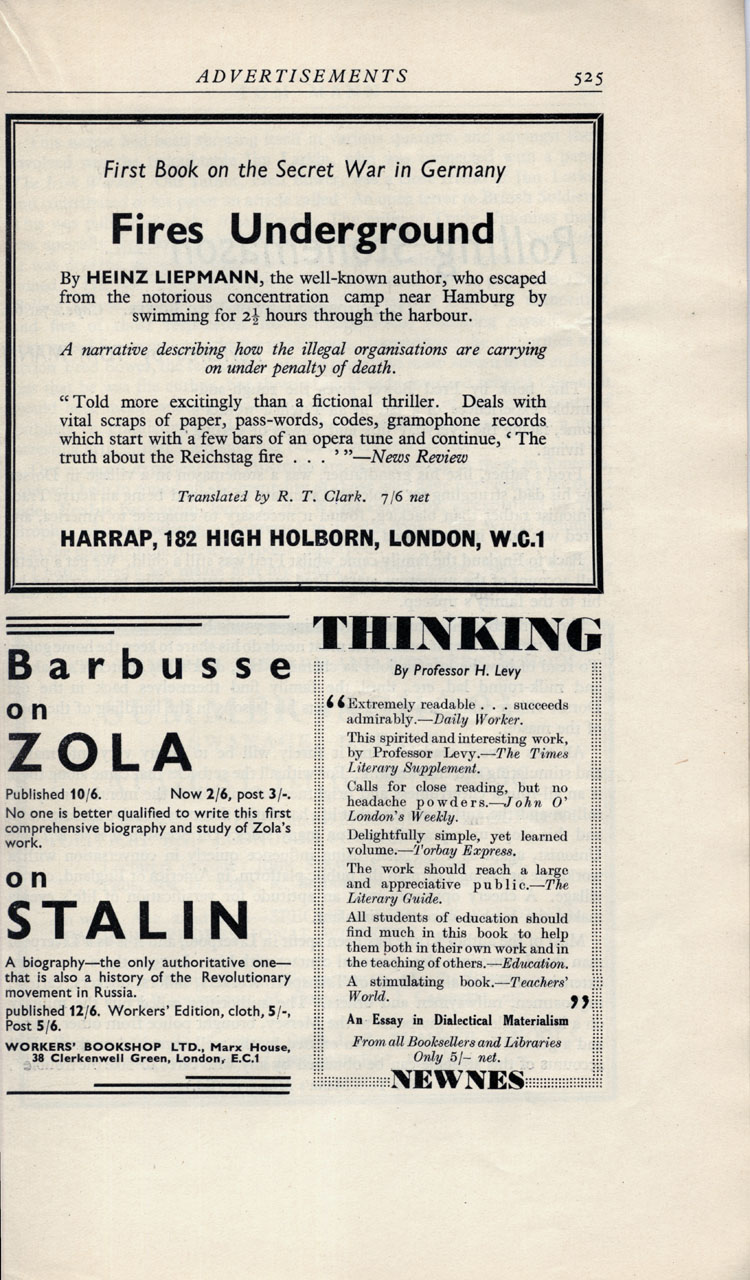 ADVERTISEMENTS 525
First Book on the Secret War in Germany
Fires Underground
By HEINZ LIEPMANN, the well-known author, who escaped
from the notorious concentration camp near Hamburg by
swimming for 2½ hours through the harbour.
A narrative describing how the illegal organisations are carrying
on under penalty of death.
“ Told more excitingly than a fictional thriller. Deals with
vital scraps of paper, pass-words, codes, gramophone records
which start with a few bars of an opera tune and continue, ‘ The
truth about the Reichstag fire . . . ’ ”—News Review
Translated by R. T. Clark. 7/6 net
HARRAP, 182 HIGH HOLBORN, LONDON, W.C.1
Barbusse
on
ZOLA
Published 10/6. Now 2/6, post 3/-.
No one is better qualified to write this first
comprehensive biography and study of Zola's
work.
on
STALIN
A biography—the only authoritative one—
that is also a history of the Revolutionary
movement in Russia.
published 12/6. Workers' Edition, cloth, 5/-,
Post 5/6.
WORKERS' BOOKSHOP LTD., Marx House,
38 Clerkenwell Green, London, E.C.1
THINKING
By Professor H. Levy
“ Extremely readable . . . succeeds
admirably.—Daily Worker.
This spirited and interesting work,
by Professor Levy.—The Times
Literary Supplement.
Calls for close reading, but no
headache powders.—John O'
London's Weekly.
Delightfully simple, yet learned
volume.—Torbay Express.
The work should reach a large
and appreciative public.—The
Literary Guide.
All students of education should
find much in this book to help
them both in their own work and in
the teaching of others.—Education.
A stimulating book.—Teachers'
World. ”
An Essay in Dialectical Materialism
From all Booksellers and Libraries
Only 5/- net.
NEWNES